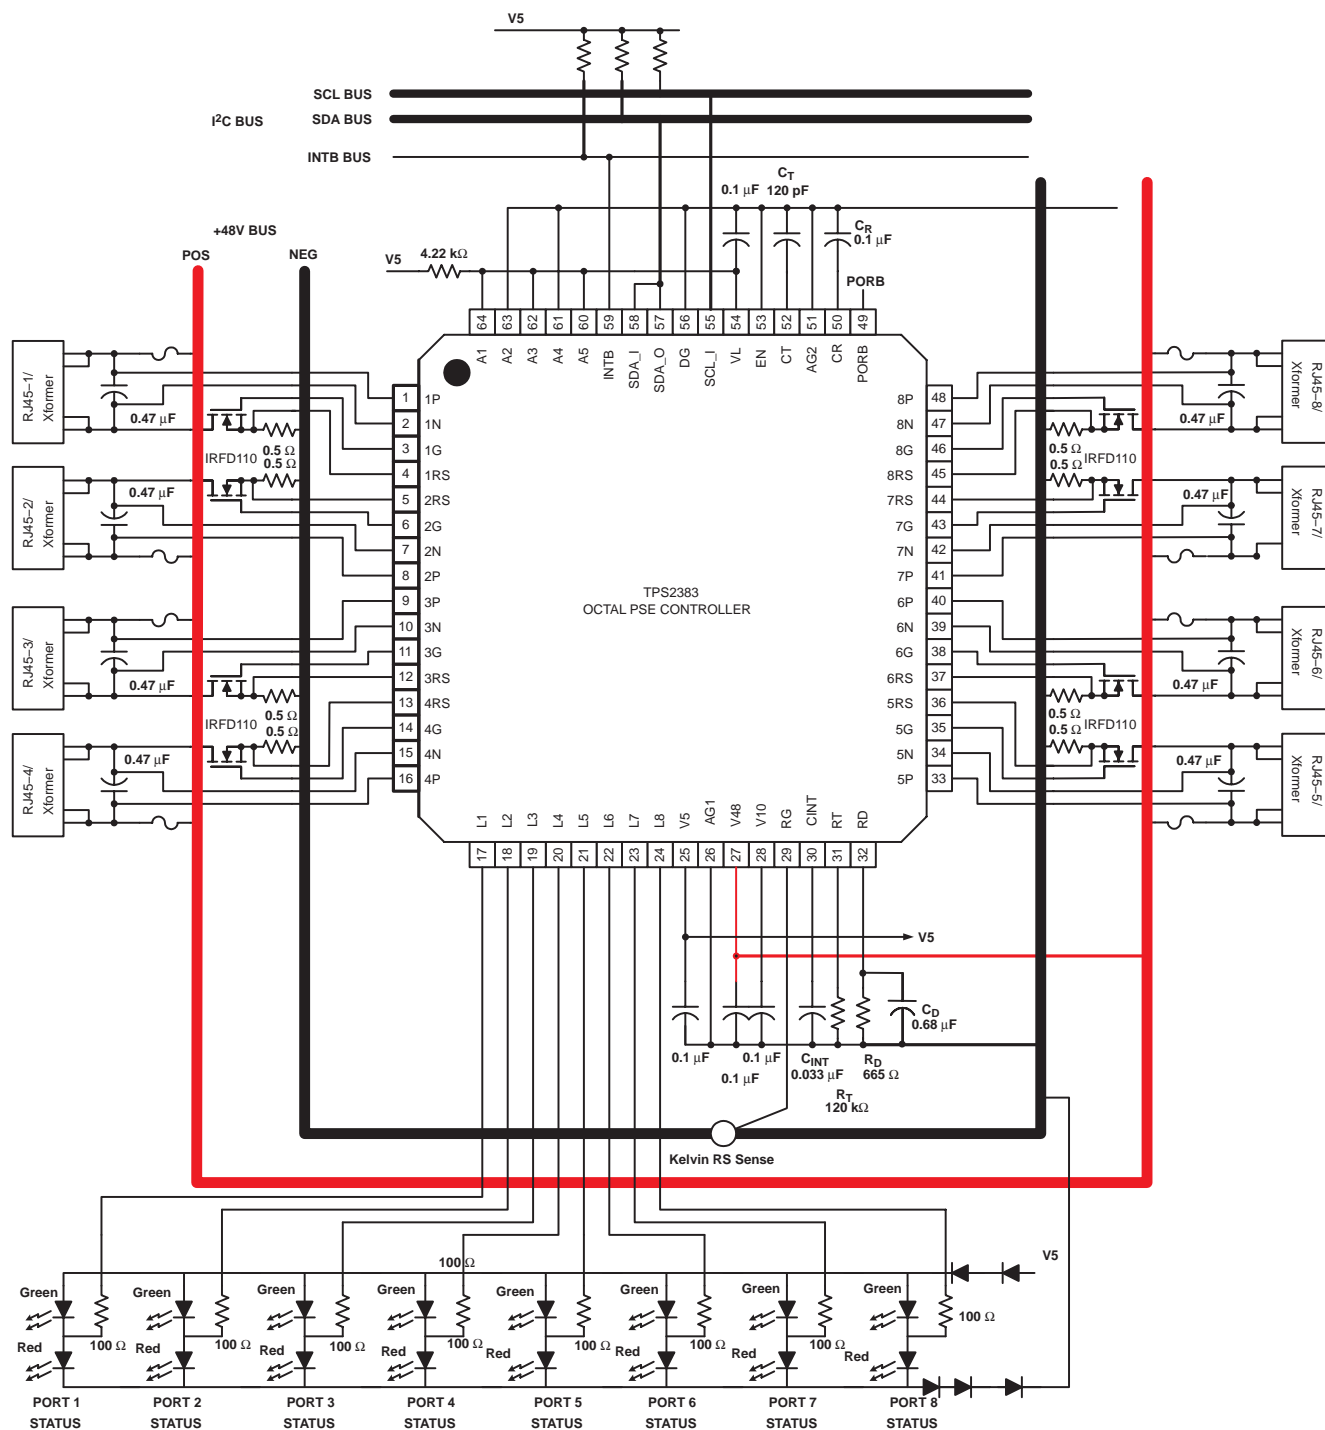 V5
SCL BUS
I²C BUS
SDA BUS
INTB BUS
C_T
0.1 μF
120 pF
C_R
0.1 μF
+48V BUS
POS
NEG
V5
4.22 kΩ
PORB
64
63
62
61
60
59
58
57
56
55
54
53
52
51
50
49
A1
A2
A3
A4
A5
INTB
SDA_I
SDA_O
DG
SCL_I
VL
EN
CT
AG2
CR
PORB
RJ45–1/
Xformer
0.47 μF
0.5 Ω
0.5 Ω
IRFD110
RJ45–2/
Xformer
0.47 μF
RJ45–3/
Xformer
0.47 μF
0.5 Ω
0.5 Ω
IRFD110
RJ45–4/
Xformer
0.47 μF
1 1P
2 1N
3 1G
4 1RS
5 2RS
6 2G
7 2N
8 2P
9 3P
10 3N
11 3G
12 3RS
13 4RS
14 4G
15 4N
16 4P
TPS2383
OCTAL PSE CONTROLLER
8P 48
8N 47
8G 46
8RS 45
7RS 44
7G 43
7N 42
7P 41
6P 40
6N 39
6G 38
6RS 37
5RS 36
5G 35
5N 34
5P 33
RJ45–8/
Xformer
0.47 μF
0.5 Ω
0.5 Ω
IRFD110
RJ45–7/
Xformer
0.47 μF
RJ45–6/
Xformer
0.47 μF
0.5 Ω
0.5 Ω
IRFD110
RJ45–5/
Xformer
0.47 μF
L1
L2
L3
L4
L5
L6
L7
L8
V5
AG1
V48
V10
RG
CINT
RT
RD
17
18
19
20
21
22
23
24
25
26
27
28
29
30
31
32
V5
C_D
0.68 μF
0.1 μF
0.1 μF
0.1 μF
C_INT
0.033 μF
R_D
665 Ω
R_T
120 kΩ
Kelvin RS Sense
100 Ω
V5
Green
Green
Green
Green
Green
Green
Green
Green
100 Ω
Red
100 Ω
Red
100 Ω
Red
100 Ω
Red
100 Ω
Red
100 Ω
Red
100 Ω
Red
100 Ω
Red
PORT 1
STATUS
PORT 2
STATUS
PORT 3
STATUS
PORT 4
STATUS
PORT 5
STATUS
PORT 6
STATUS
PORT 7
STATUS
PORT 8
STATUS